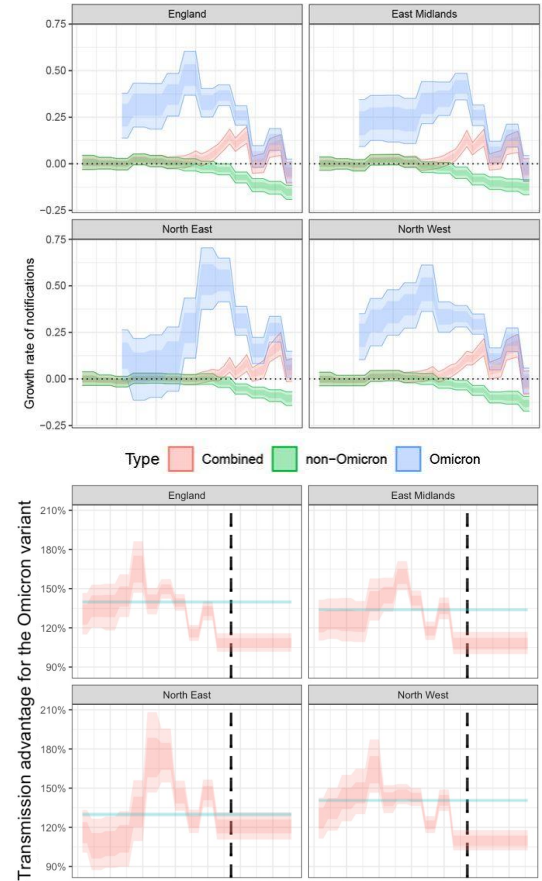 England East Midlands
0.75
0.50
0.25
0.00
−0.25
North East North West
0.75
0.50
0.25
0.00
−0.25
Growth rate of notifications
Type Combined non−Omicron Omicron
England East Midlands
210%
180%
150%
120%
90%
North East North West
210%
180%
150%
120%
90%
Transmission advantage for the Omicron variant